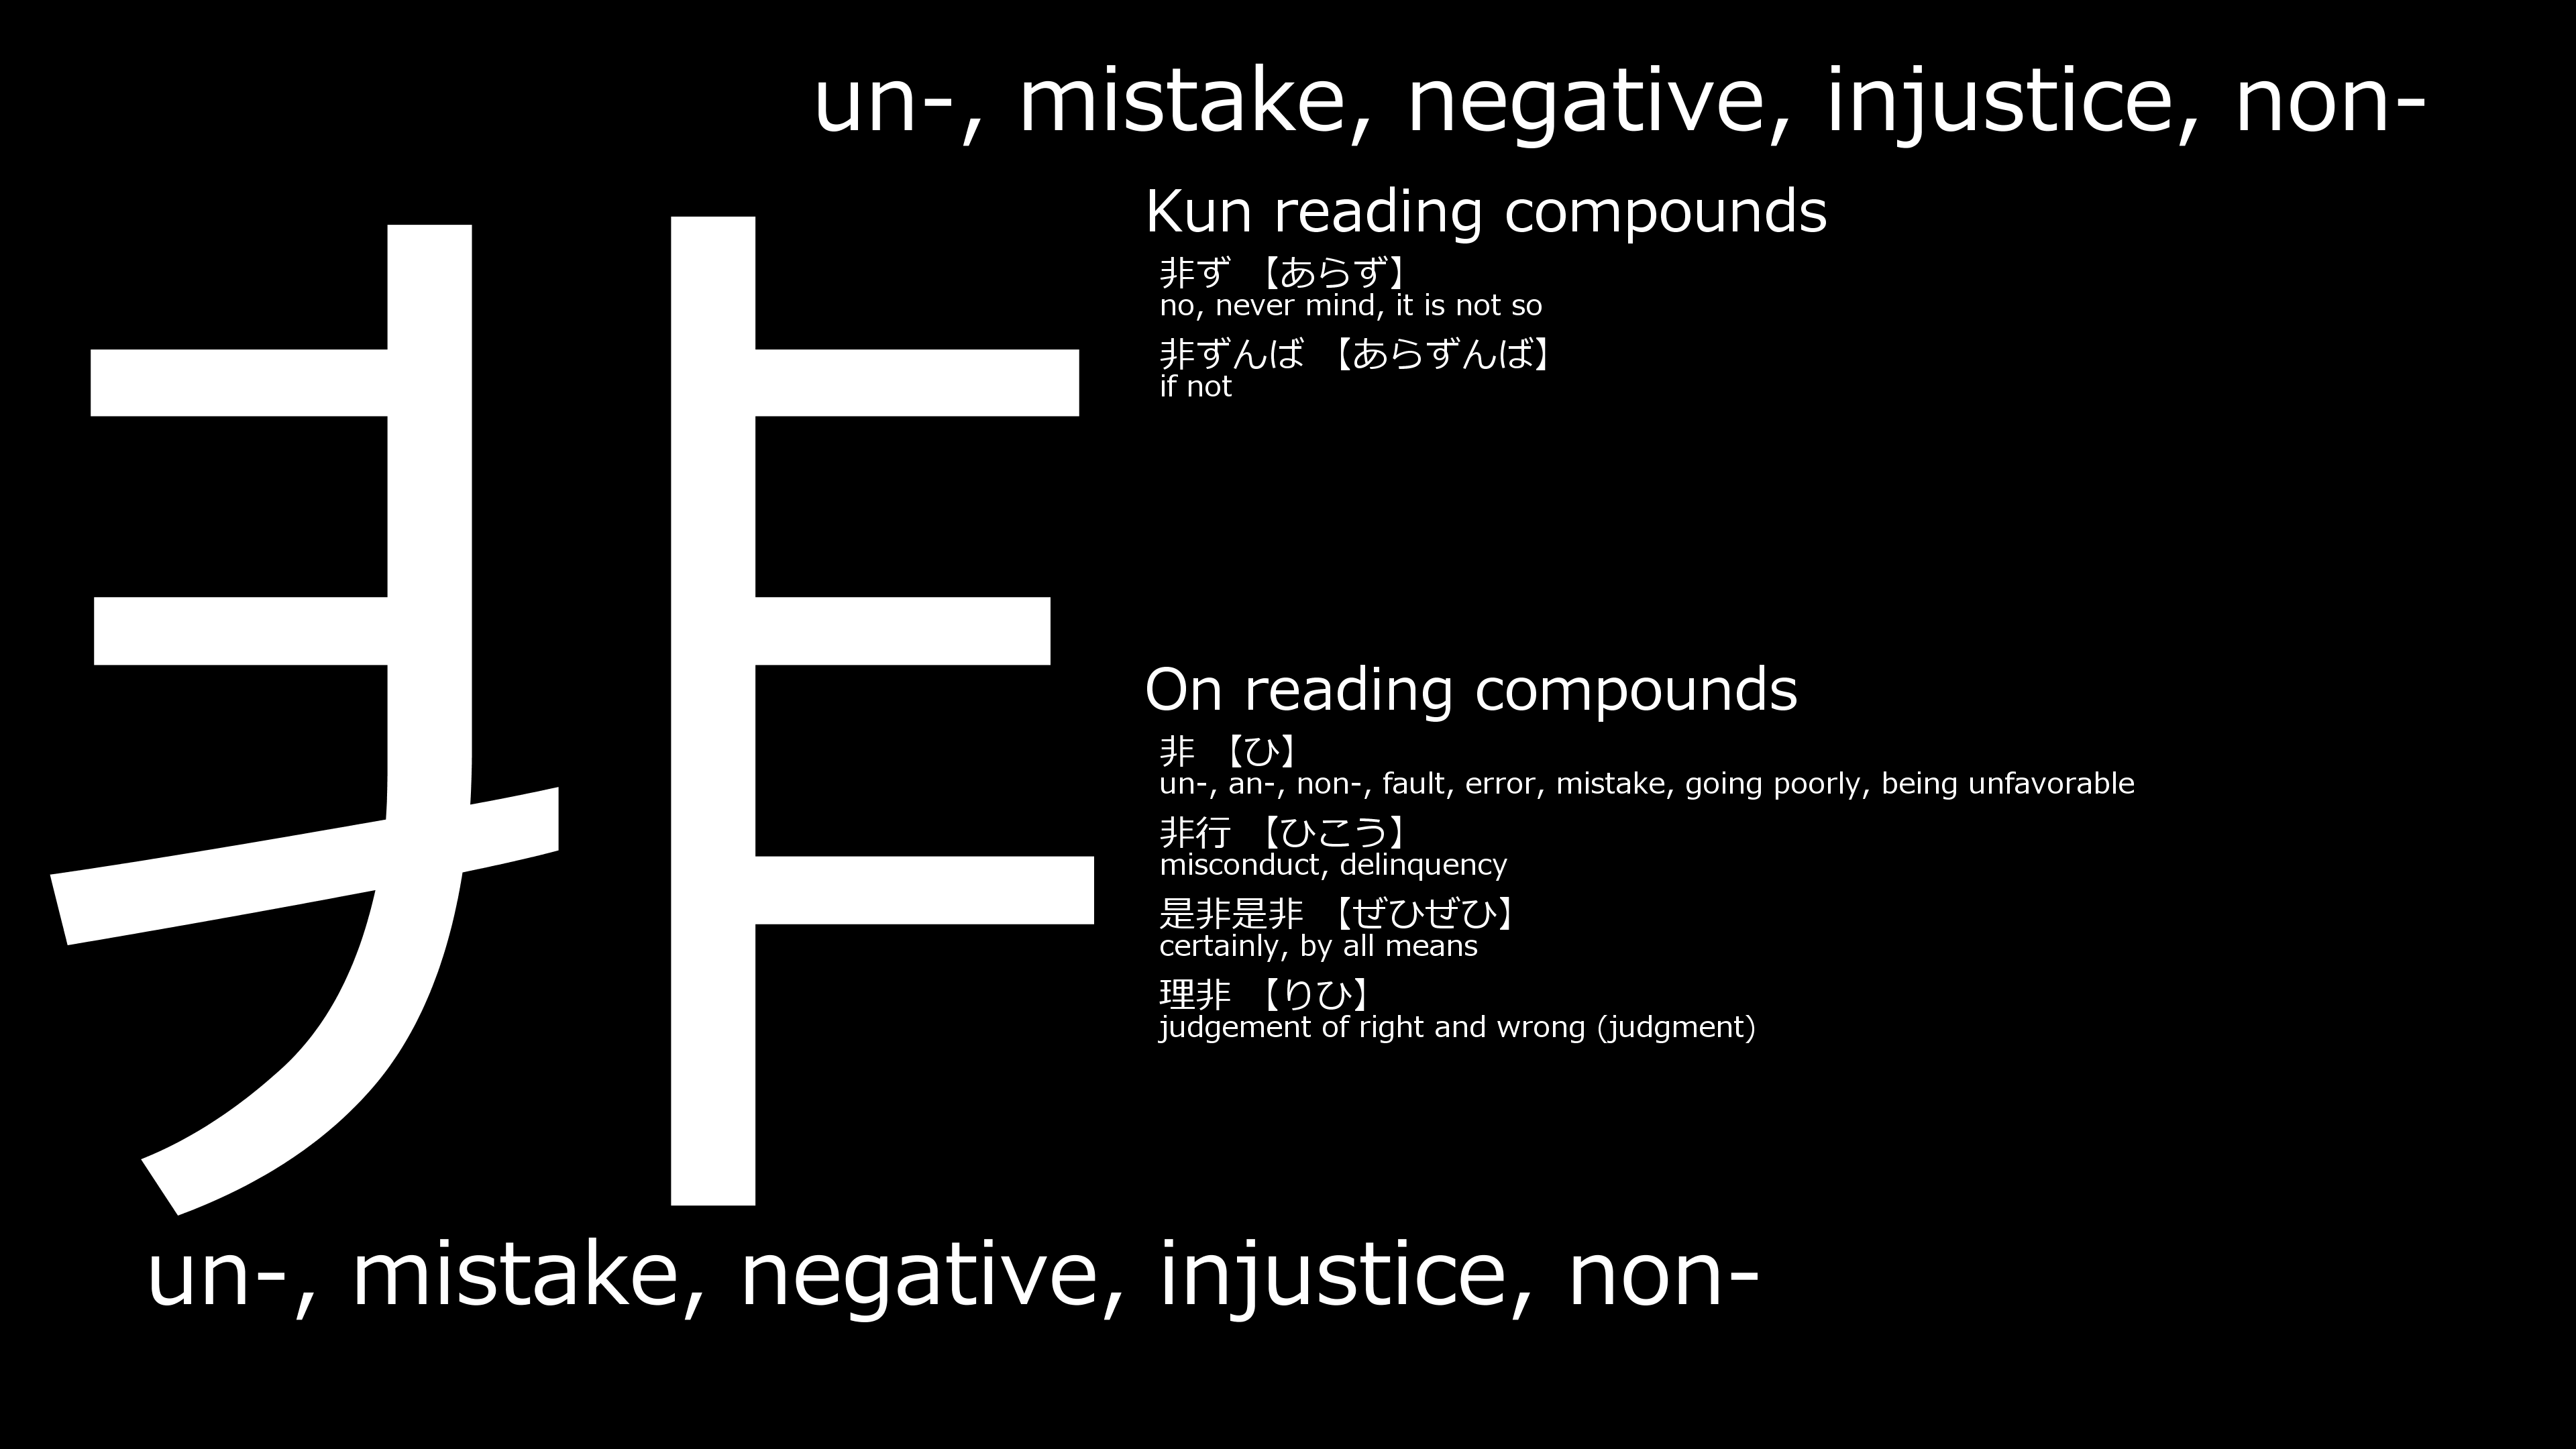 un-, mistake, negative, injustice, non-
非
Kun reading compounds
非ず 【あらず】
no, never mind, it is not so
非ずんば 【あらずんば】
if not
On reading compounds
非 【ひ】
un-, an-, non-, fault, error, mistake, going poorly, being unfavorable
非行 【ひこう】
misconduct, delinquency
是非是非 【ぜひぜひ】
certainly, by all means
理非 【りひ】
judgement of right and wrong (judgment)
un-, mistake, negative, injustice, non-